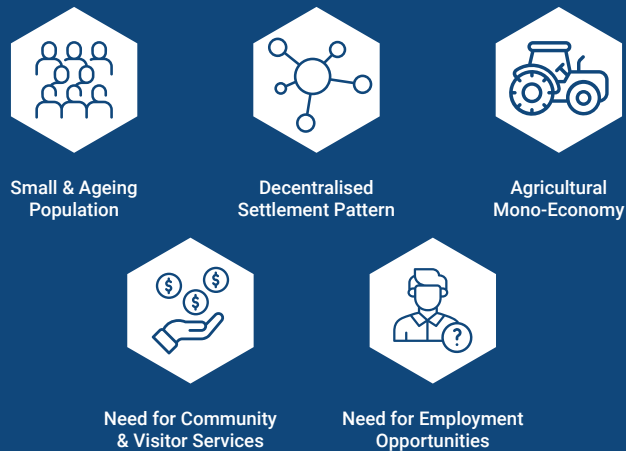 $
$
$
?
Small & Ageing
Population
Decentralised
Settlement Pattern
Agricultural
Mono-Economy
Need for Community
& Visitor Services
Need for Employment
Opportunities